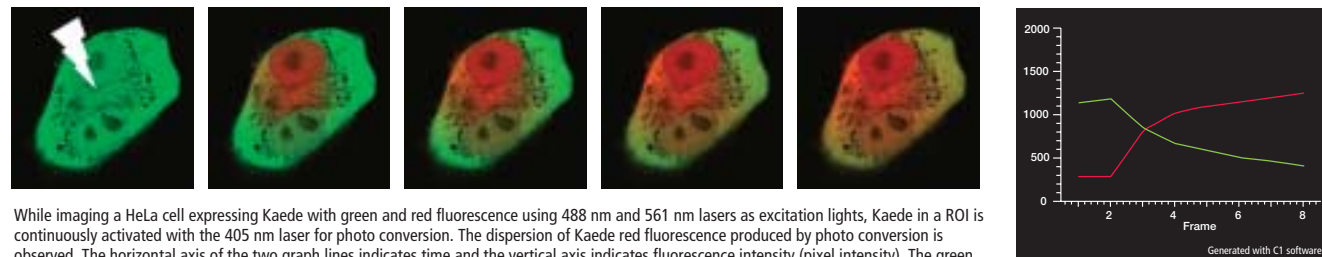 While imaging a HeLa cell expressing Kaede with green and red fluorescence using 488 nm and 561 nm lasers as excitation lights, Kaede in a ROI is
continuously activated with the 405 nm laser for photo conversion. The dispersion of Kaede red fluorescence produced by photo conversion is
observed. The horizontal axis of the two graph lines indicates time and the vertical axis indicates fluorescence intensity (pixel intensity). The green
2000
1500
1000
500
0
2 4 6 8
Frame
Generated with C1 software